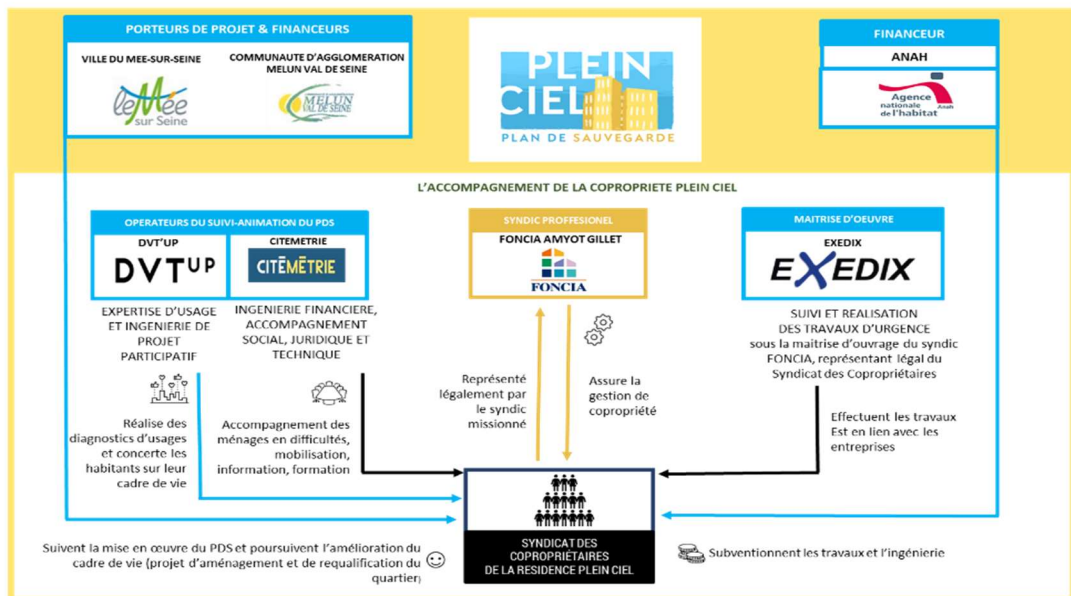 PORTEURS DE PROJET & FINANCEURS
VILLE DU MEE-SUR-SEINE
COMMUNAUTE D'AGGLOMERATION
MELUN VAL DE SEINE
leMée
sur Seine
MELUN
VAL DE SEINE
PLEIN
CIEL
PLAN DE SAUVEGARDE
FINANCEUR
ANAH
Agence
nationale
de l'habitat
Anah
L'ACCOMPAGNEMENT DE LA COPROPRIETE PLEIN CIEL
OPERATEURS DU SUIVI-ANIMATION DU PDS
DVT'UP
DVTUP
CITEMETRIE
CITĒMÉTRIE
EXPERTISE D'USAGE
ET INGENIERIE DE
PROJET
PARTICIPATIF
INGENIERIE FINANCIERE,
ACCOMPAGNEMENT
SOCIAL, JURIDIQUE ET
TECHNIQUE
Réalise des
diagnostics d'usages
et concerte les
habitants sur leur
cadre de vie
Accompagnement des
ménages en difficultés,
mobilisation,
information, formation
SYNDIC PROFFESIONEL
FONCIA AMYOT GILLET
FONCIA
Représenté
légalement par
le syndic
missionné
Assure la
gestion de
copropriété
MAITRISE D'OEUVRE
EXEDIX
EXEDIX
SUIVI ET REALISATION
DES TRAVAUX D'URGENCE
sous la maitrise d'ouvrage du syndic
FONCIA, représentant légal du
Syndicat des Copropriétaires
Effectuent les travaux
Est en lien avec les
entreprises
SYNDICAT DES
COPROPRIÉTAIRES
DE LA RESIDENCE PLEIN CIEL
Suivent la mise en œuvre du PDS et poursuivent l'amélioration du
cadre de vie (projet d'aménagement et de requalification du
quartier)
Subventionnent les travaux et l'ingénierie